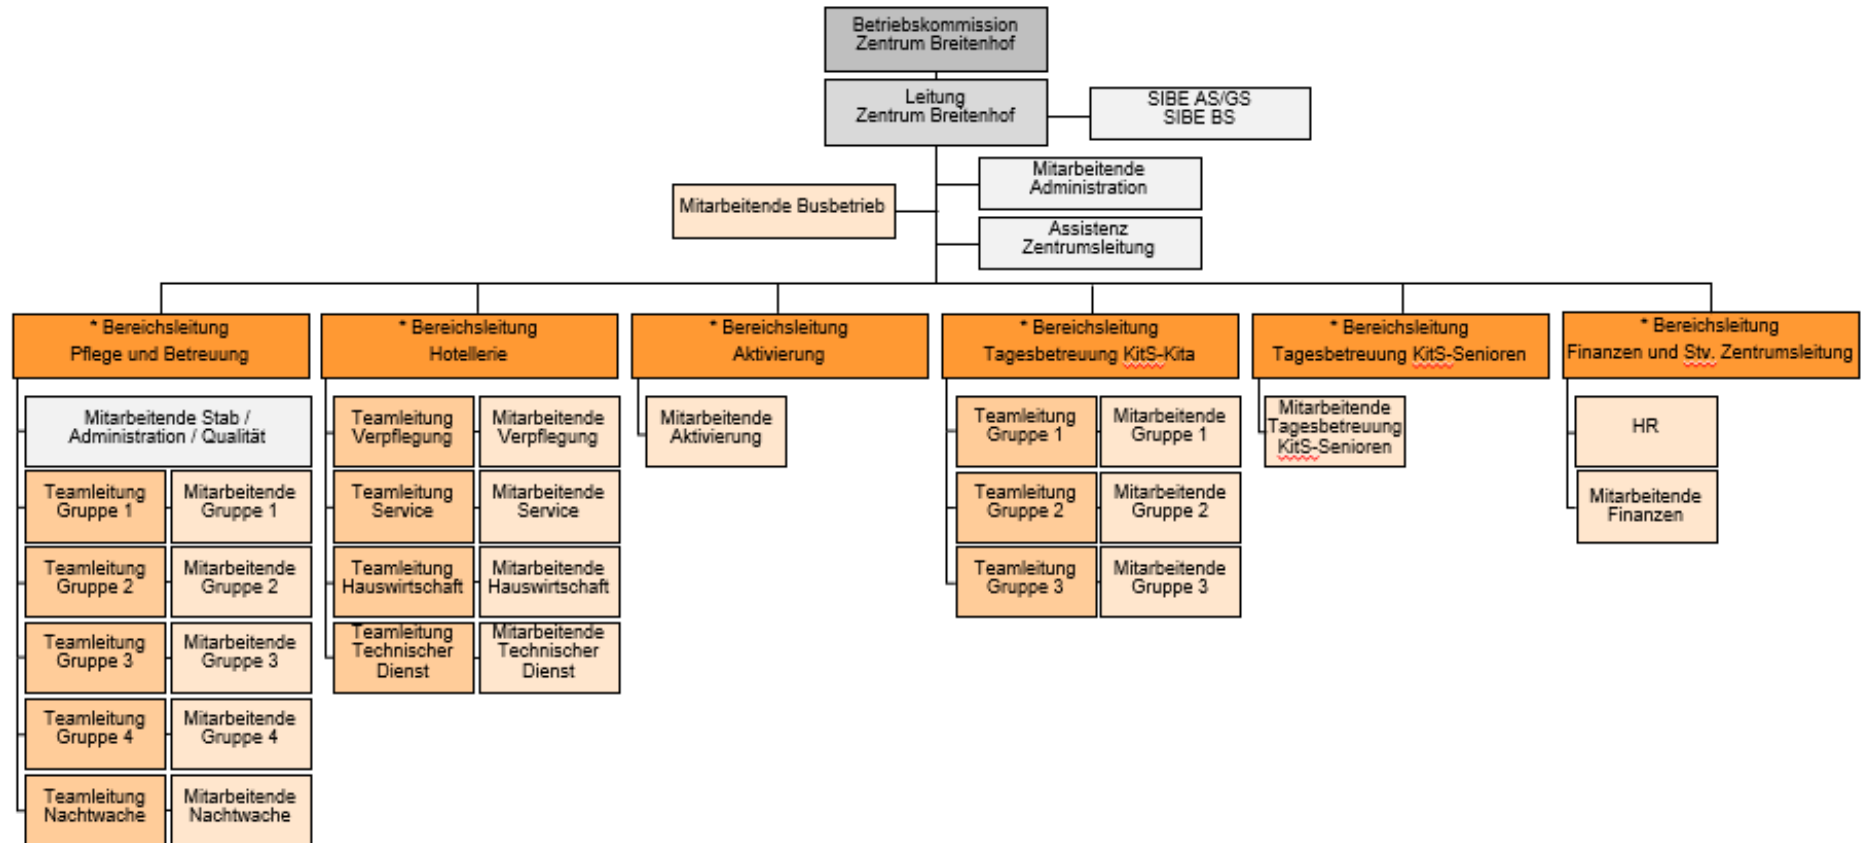 Betriebskommission
Zentrum Breitenhof
Leitung
Zentrum Breitenhof
SIBE AS/GS
SIBE BS
Mitarbeitende
Administration
Mitarbeitende Busbetrieb
Assistenz
Zentrumsleitung
* Bereichsleitung
Pflege und Betreuung
Mitarbeitende Stab /
Administration / Qualität
Teamleitung
Gruppe 1
Mitarbeitende
Gruppe 1
Teamleitung
Gruppe 2
Mitarbeitende
Gruppe 2
Teamleitung
Gruppe 3
Mitarbeitende
Gruppe 3
Teamleitung
Gruppe 4
Mitarbeitende
Gruppe 4
Teamleitung
Nachtwache
Mitarbeitende
Nachtwache
* Bereichsleitung
Hotellerie
Teamleitung
Verpflegung
Mitarbeitende
Verpflegung
Teamleitung
Service
Mitarbeitende
Service
Teamleitung
Hauswirtschaft
Mitarbeitende
Hauswirtschaft
Teamleitung
Technischer
Dienst
Mitarbeitende
Technischer
Dienst
* Bereichsleitung
Aktivierung
Mitarbeitende
Aktivierung
* Bereichsleitung
Tagesbetreuung KitS-Kita
Teamleitung
Gruppe 1
Mitarbeitende
Gruppe 1
Teamleitung
Gruppe 2
Mitarbeitende
Gruppe 2
Teamleitung
Gruppe 3
Mitarbeitende
Gruppe 3
* Bereichsleitung
Tagesbetreuung KitS-Senioren
Mitarbeitende
Tagesbetreuung
KitS-Senioren
* Bereichsleitung
Finanzen und Stv. Zentrumsleitung
HR
Mitarbeitende
Finanzen